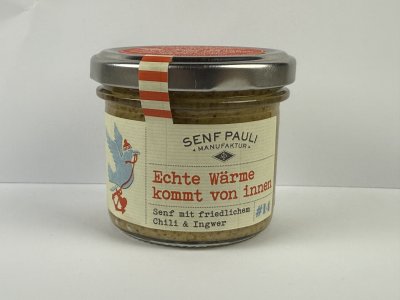 SENF PAULI
MANUFAKTUR
Echte Wärme
kommt von innen
Senf mit friedlichem
Chili & Ingwer